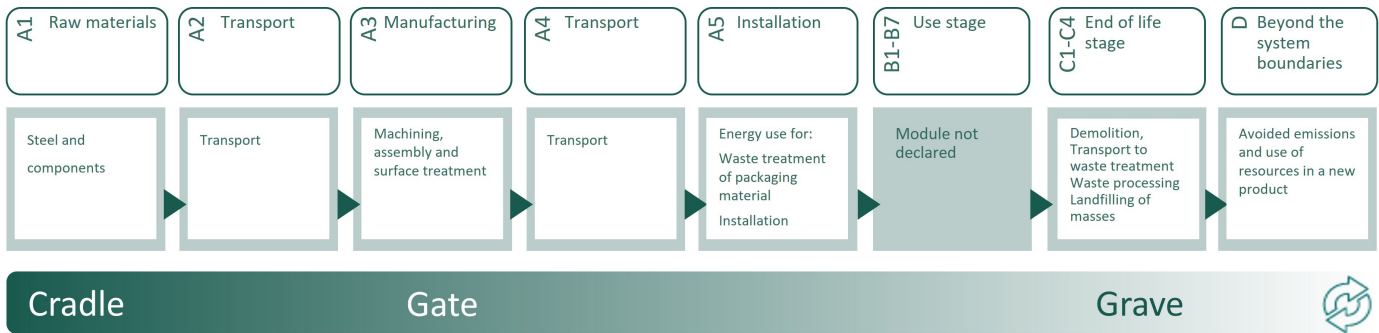 A1 Raw materials
A2 Transport
A3 Manufacturing
A4 Transport
A5 Installation
B1-B7 Use stage
C1-C4 End of life
stage
D Beyond the
system
boundaries
Steel and
components
Transport
Machining,
assembly and
surface treatment
Transport
Energy use for:
Waste treatment
of packaging
material
Installation
Module not
declared
Demolition,
Transport to
waste treatment
Waste processing
Landfilling of
masses
Avoided emissions
and use of
resources in a new
product
Cradle
Gate
Grave